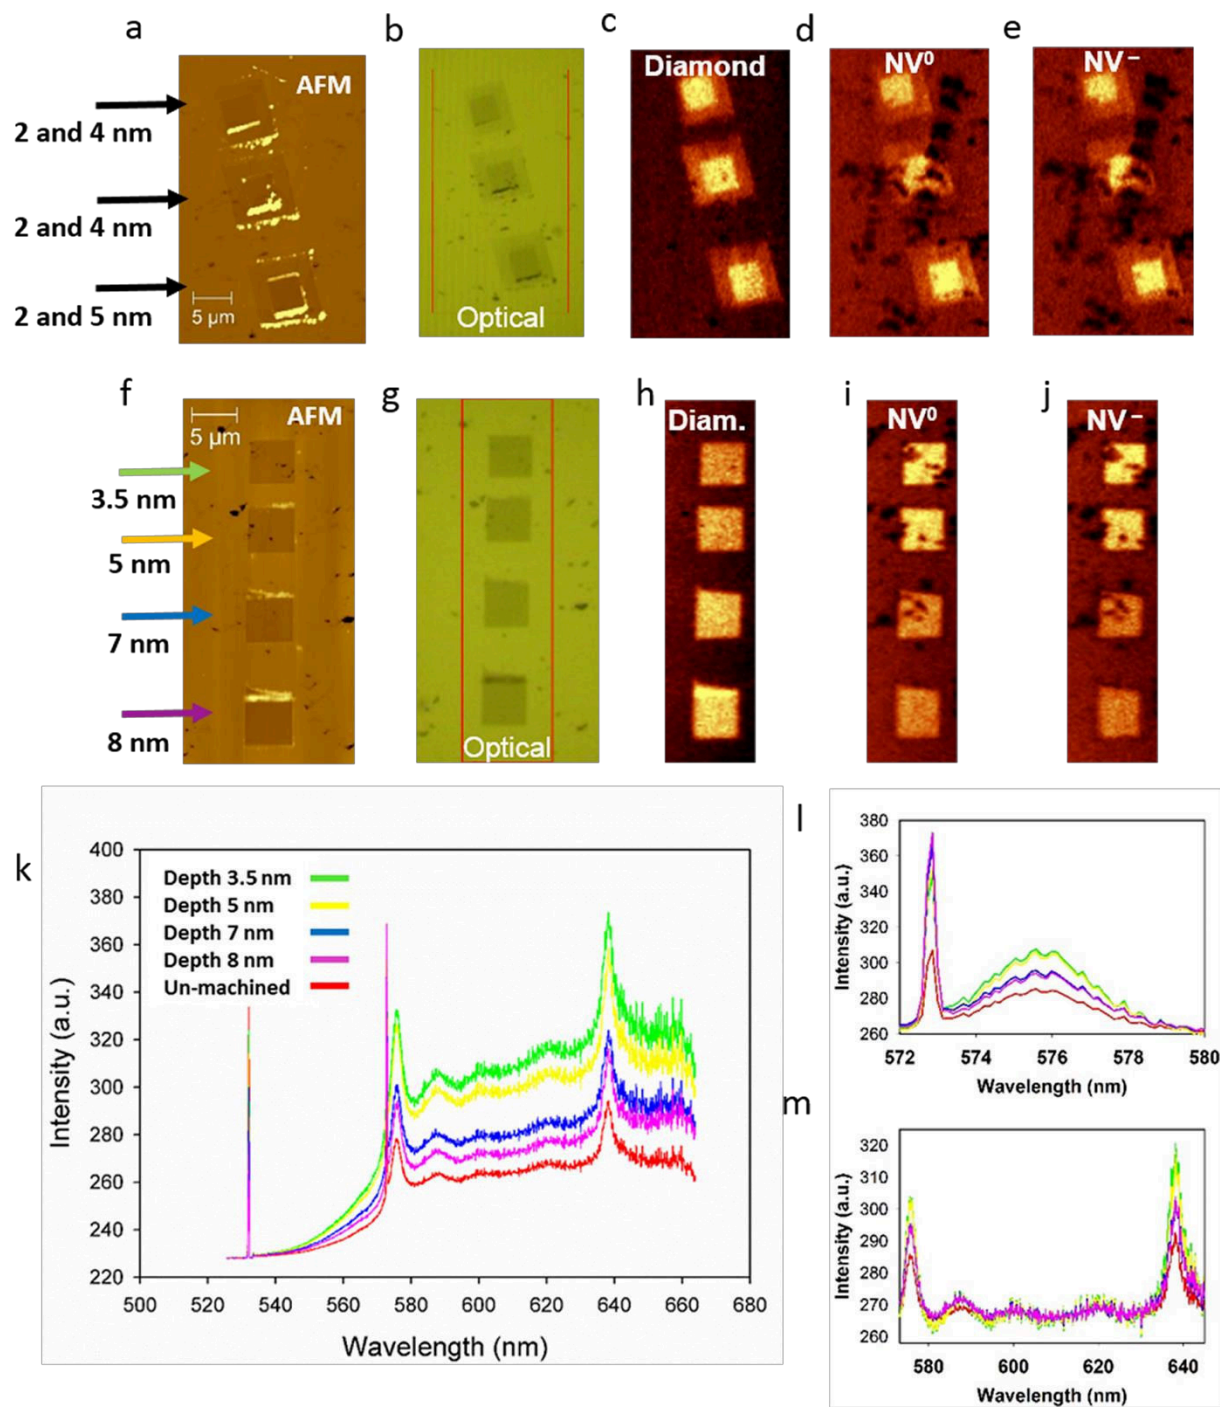 a
b
c
d
e
AFM
Diamond
NV⁰
NV⁻
2 and 4 nm
2 and 4 nm
2 and 5 nm
5 µm
Optical
f
g
h
i
j
5 µm
AFM
Diam.
NV⁰
NV⁻
3.5 nm
5 nm
7 nm
8 nm
Optical
k
400
380
360
340
320
300
280
260
240
220
500 520 540 560 580 600 620 640 660 680
Intensity (a.u.)
Wavelength (nm)
Depth 3.5 nm
Depth 5 nm
Depth 7 nm
Depth 8 nm
Un-machined
l
380
360
340
320
300
280
260
572 574 576 578 580
Intensity (a.u.)
Wavelength (nm)
m
320
310
300
290
280
270
260
580 600 620 640
Intensity (a.u.)
Wavelength (nm)